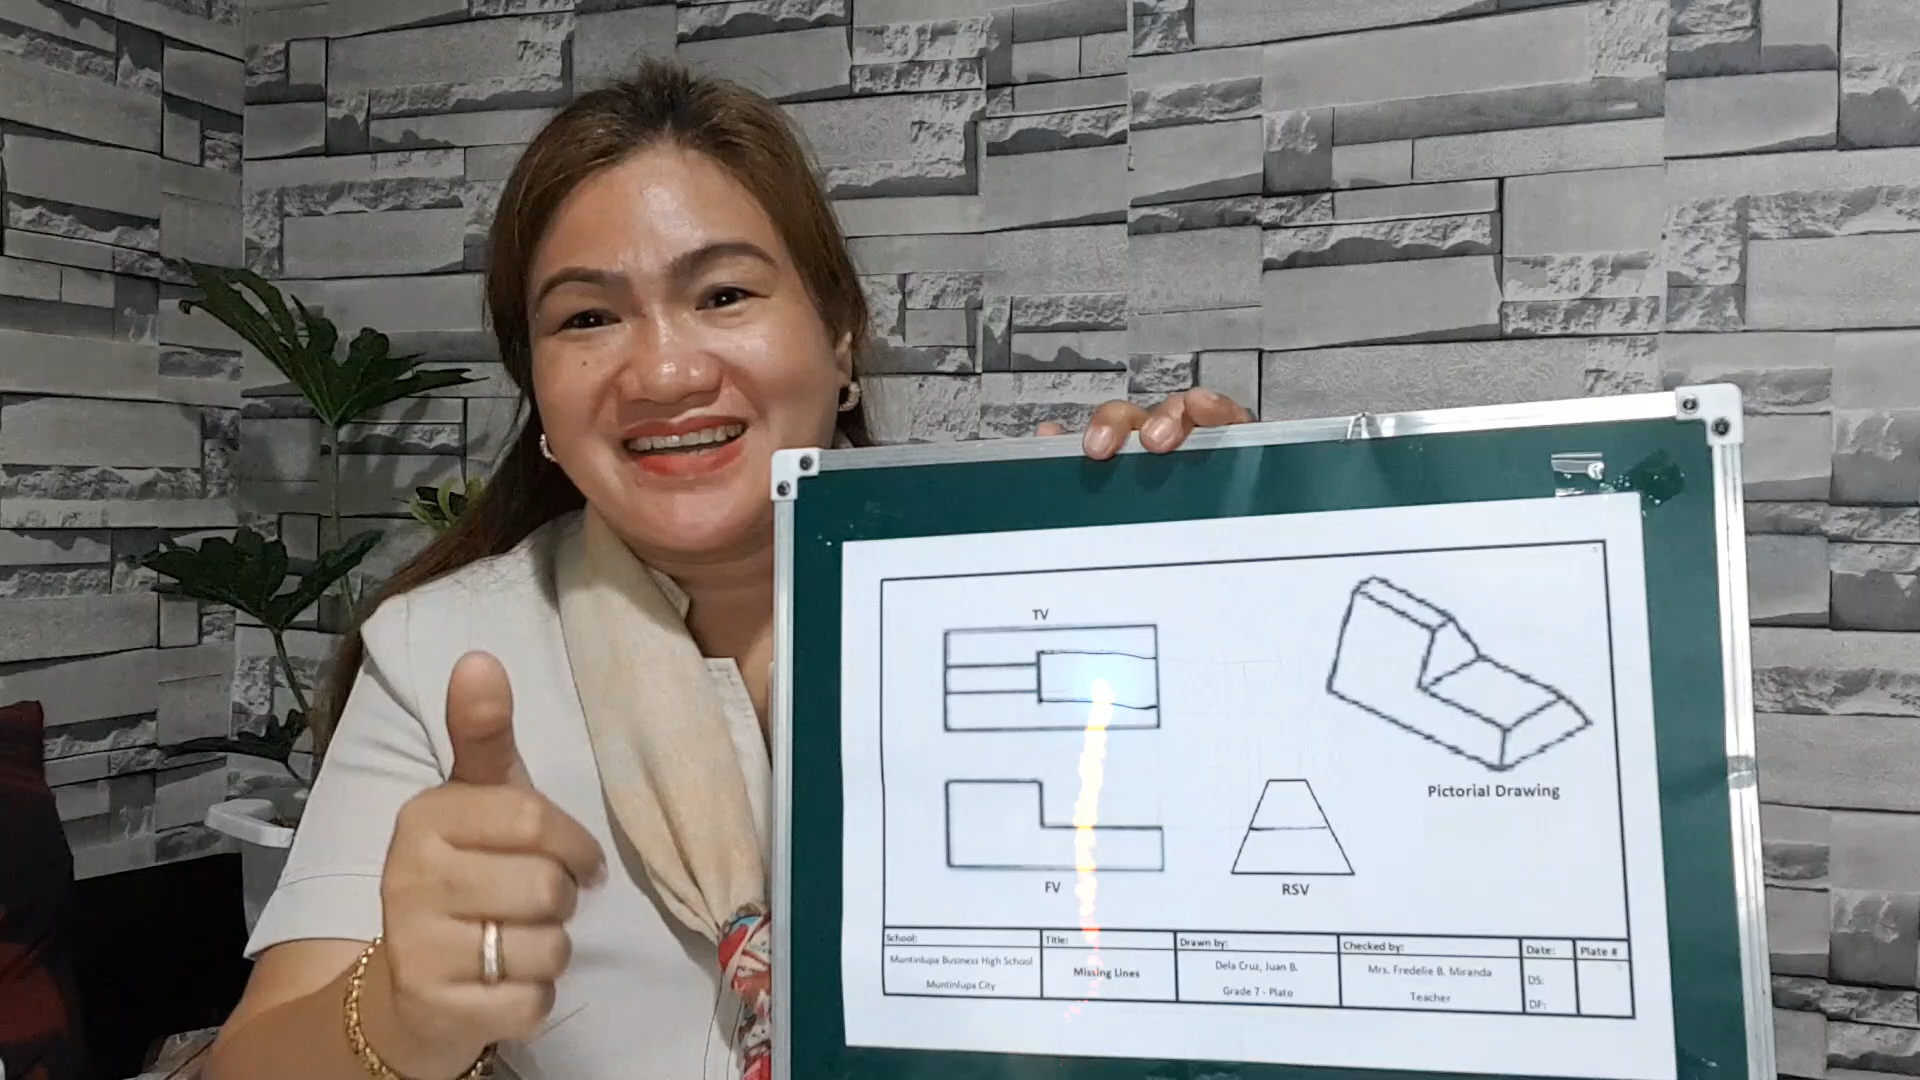 TV
Pictorial Drawing
FV
RSV
School:
Muntinlupa Business High School
Muntinlupa City
Title:
Missing Lines
Drawn by:
Dela Cruz, Juan B.
Grade 7 - Plato
Checked by:
Mrs. Fredelie B. Miranda
Teacher
Date:
DS:
DF:
Plate #